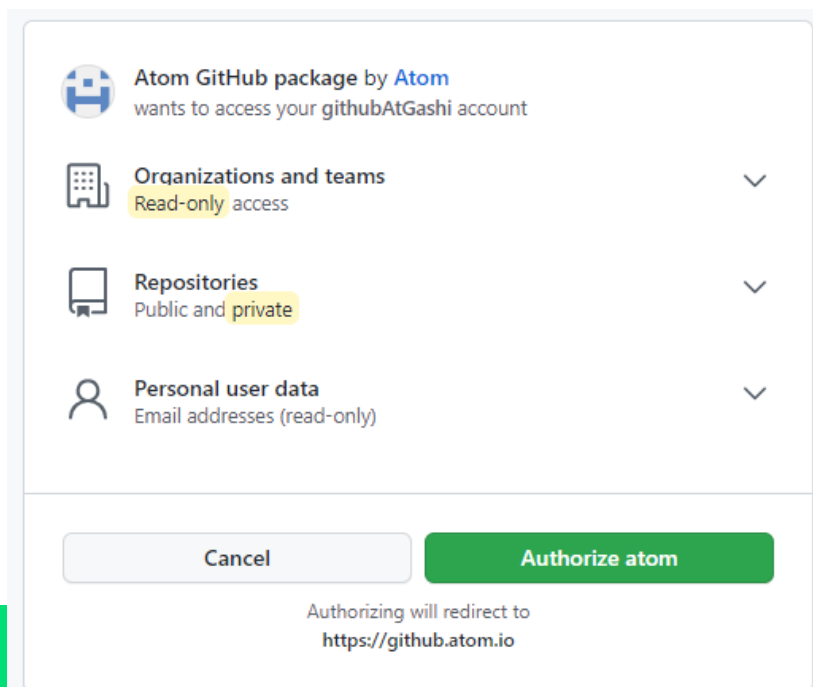 Atom GitHub package by Atom
wants to access your githubAtGashi account
Organizations and teams
Read-only access
Repositories
Public and private
Personal user data
Email addresses (read-only)
Cancel
Authorize atom
Authorizing will redirect to
https://github.atom.io